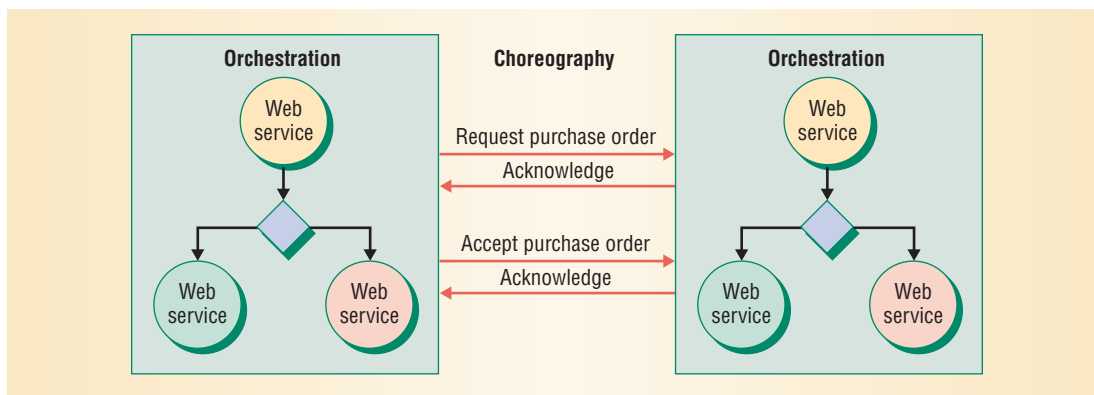 Orchestration
Web
service
Web
service
Web
service
Choreography
Request purchase order
Acknowledge
Accept purchase order
Acknowledge
Orchestration
Web
service
Web
service
Web
service